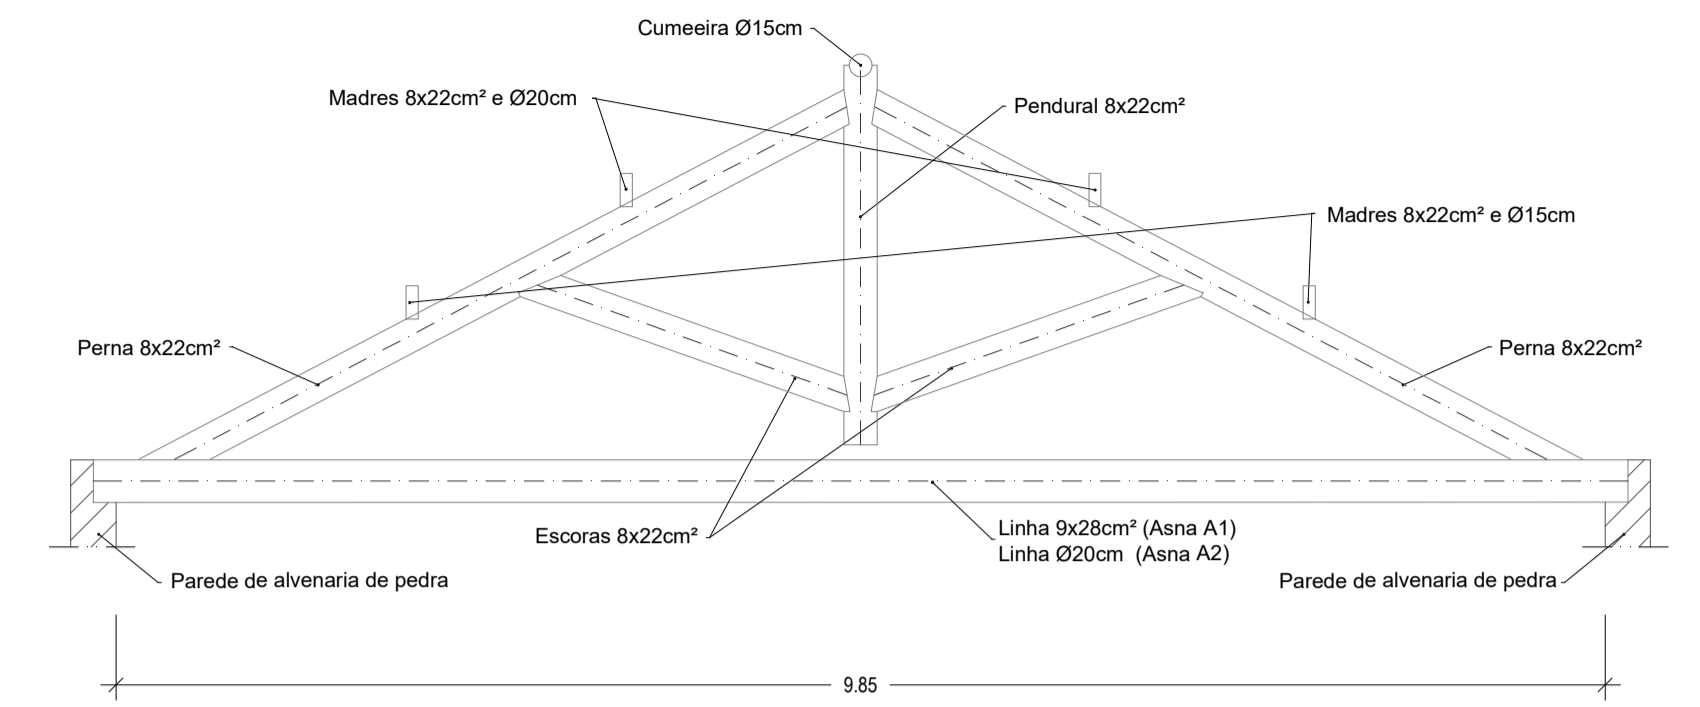 Cumeeira Ø15cm
Madres 8x22cm² e Ø20cm
Pendural 8x22cm²
Madres 8x22cm² e Ø15cm
Perna 8x22cm²
Perna 8x22cm²
Escoras 8x22cm²
Linha 9x28cm² (Asna A1)
Linha Ø20cm (Asna A2)
Parede de alvenaria de pedra
Parede de alvenaria de pedra
9.85